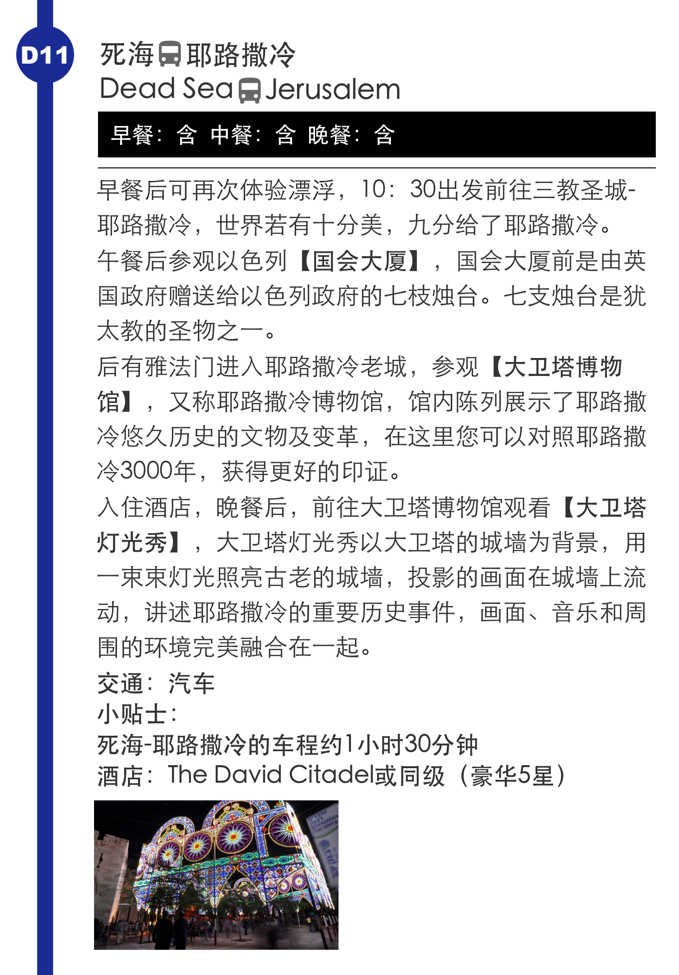 D11
死海 耶路撒冷
Dead Sea Jerusalem
早餐：含 中餐：含 晚餐：含
早餐后可再次体验漂浮，10：30出发前往三教圣城-
耶路撒冷，世界若有十分美，九分给了耶路撒冷。
午餐后参观以色列【国会大厦】，国会大厦前是由英
国政府赠送给以色列政府的七枝烛台。七支烛台是犹
太教的圣物之一。
后有雅法门进入耶路撒冷老城，参观【大卫塔博物
馆】，又称耶路撒冷博物馆，馆内陈列展示了耶路撒
冷悠久历史的文物及变革，在这里您可以对照耶路撒
冷3000年，获得更好的印证。
入住酒店，晚餐后，前往大卫塔博物馆观看【大卫塔
灯光秀】，大卫塔灯光秀以大卫塔的城墙为背景，用
一束束灯光照亮古老的城墙，投影的画面在城墙上流
动，讲述耶路撒冷的重要历史事件，画面、音乐和周
围的环境完美融合在一起。
交通：汽车
小贴士：
死海-耶路撒冷的车程约1小时30分钟
酒店：The David Citadel或同级（豪华5星）